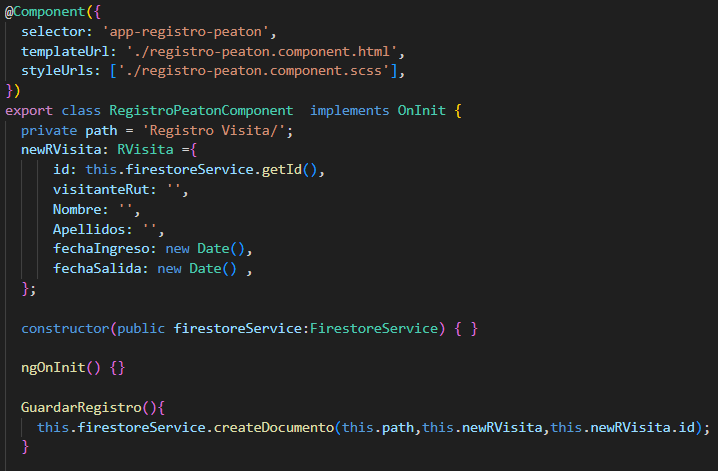 @Component({
  selector: 'app-registro-peaton',
  templateUrl: './registro-peaton.component.html',
  styleUrls: ['./registro-peaton.component.scss'],
})
export class RegistroPeatonComponent  implements OnInit {
  private path = 'Registro Visita/';
  newRVisita: RVisita ={
      id: this.firestoreService.getId(),
      visitanteRut: '',
      Nombre: '',
      Apellidos: '',
      fechaIngreso: new Date(),
      fechaSalida: new Date() ,
  };
  constructor(public firestoreService:FirestoreService) { }
  ngOnInit() {}
  GuardarRegistro(){
    this.firestoreService.createDocumento(this.path,this.newRVisita,this.newRVisita.id);
  }